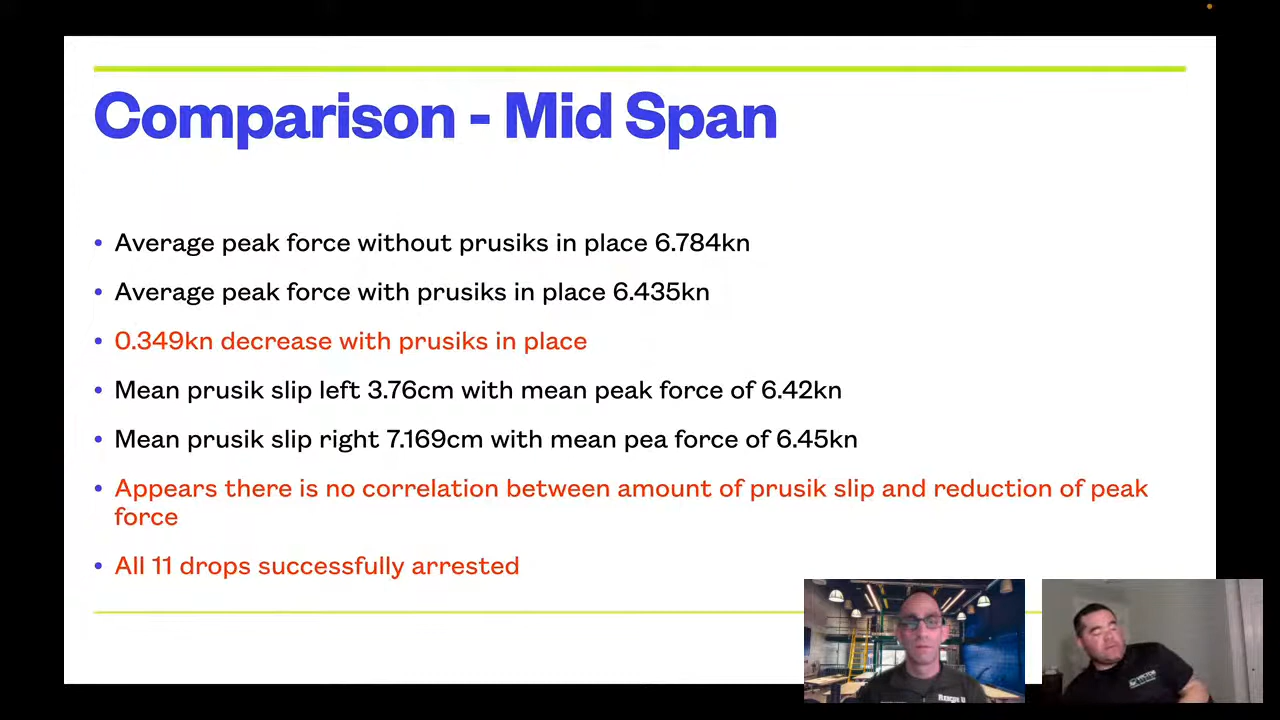 Comparison - Mid Span
• Average peak force without prusiks in place 6.784kn
• Average peak force with prusiks in place 6.435kn
• 0.349kn decrease with prusiks in place
• Mean prusik slip left 3.76cm with mean peak force of 6.42kn
• Mean prusik slip right 7.169cm with mean pea force of 6.45kn
• Appears there is no correlation between amount of prusik slip and reduction of peak
force
• All 11 drops successfully arrested